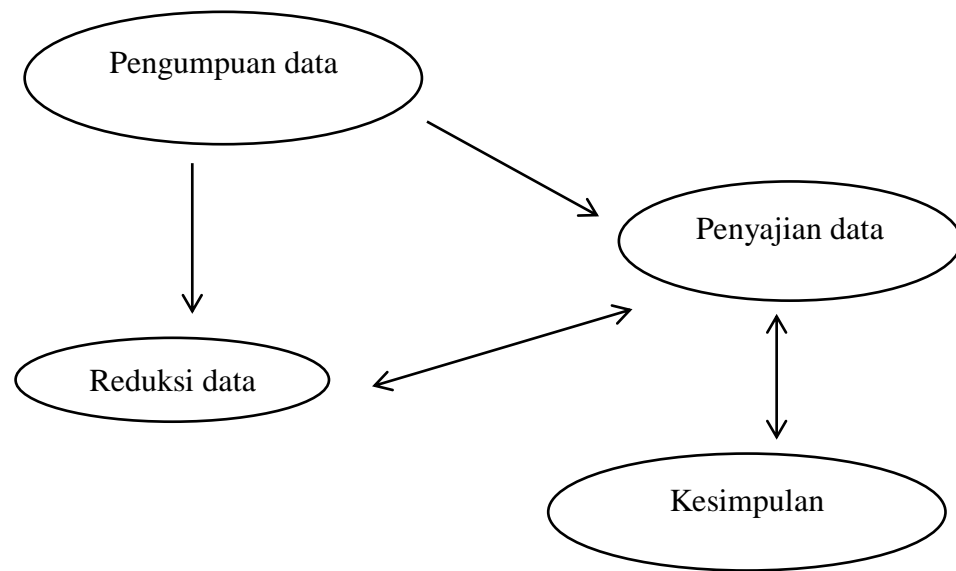 Pengumpuan data
Penyajian data
Reduksi data
Kesimpulan